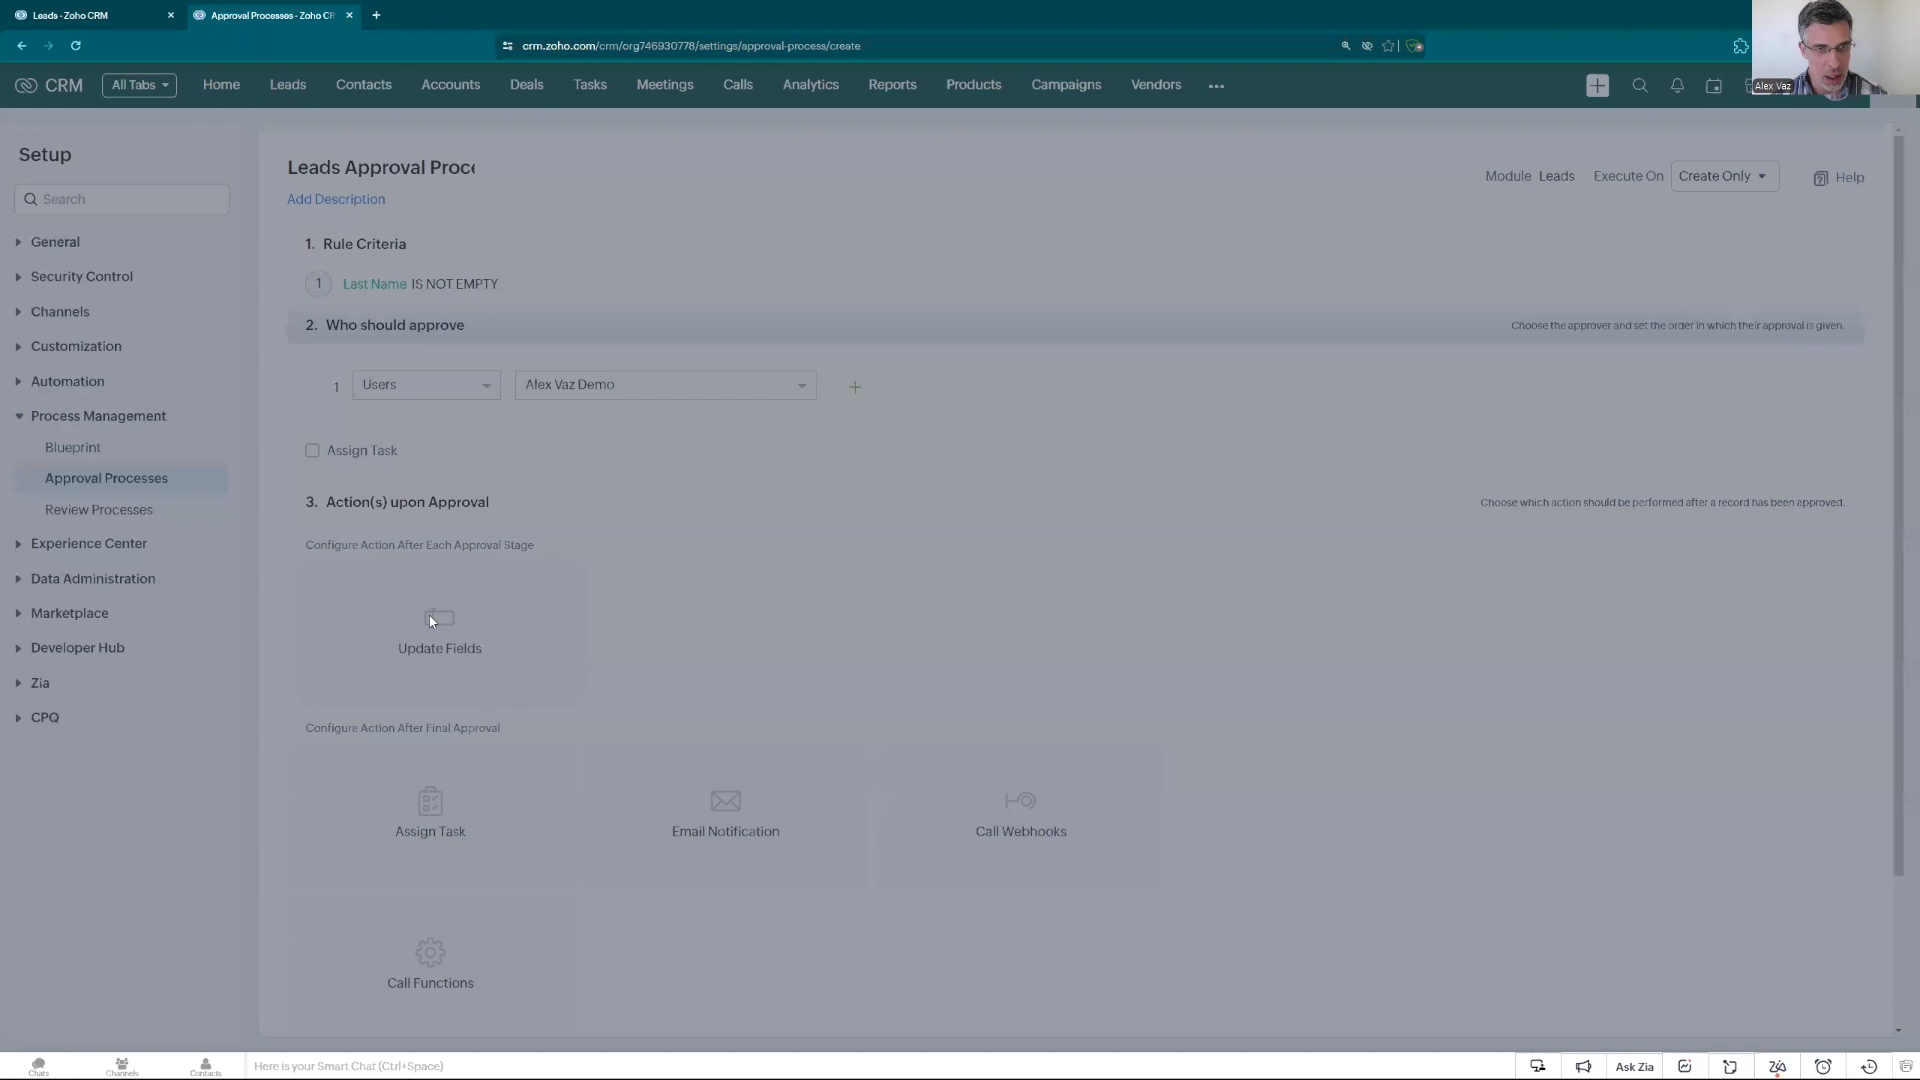 Leads - Zoho CRM
Approval Processes - Zoho CR
crm.zoho.com/crm/org746930778/settings/approval-process/create
CRM
All Tabs
Home
Leads
Contacts
Accounts
Deals
Tasks
Meetings
Calls
Analytics
Reports
Products
Campaigns
Vendors
Alex Vaz
Setup
Search
General
Security Control
Channels
Customization
Automation
Process Management
Blueprint
Approval Processes
Review Processes
Experience Center
Data Administration
Marketplace
Developer Hub
Zia
CPQ
Leads Approval Proce
Add Description
Module Leads
Execute On Create Only
Help
1. Rule Criteria
1 Last Name IS NOT EMPTY
2. Who should approve
Choose the approver and set the order in which their approval is given.
1 Users Alex Vaz Demo
Assign Task
3. Action(s) upon Approval
Choose which action should be performed after a record has been approved.
Configure Action After Each Approval Stage
Update Fields
Configure Action After Final Approval
Assign Task
Email Notification
Call Webhooks
Call Functions
Chats
Channels
Contacts
Here is your Smart Chat (Ctrl+Space)
Ask Zia